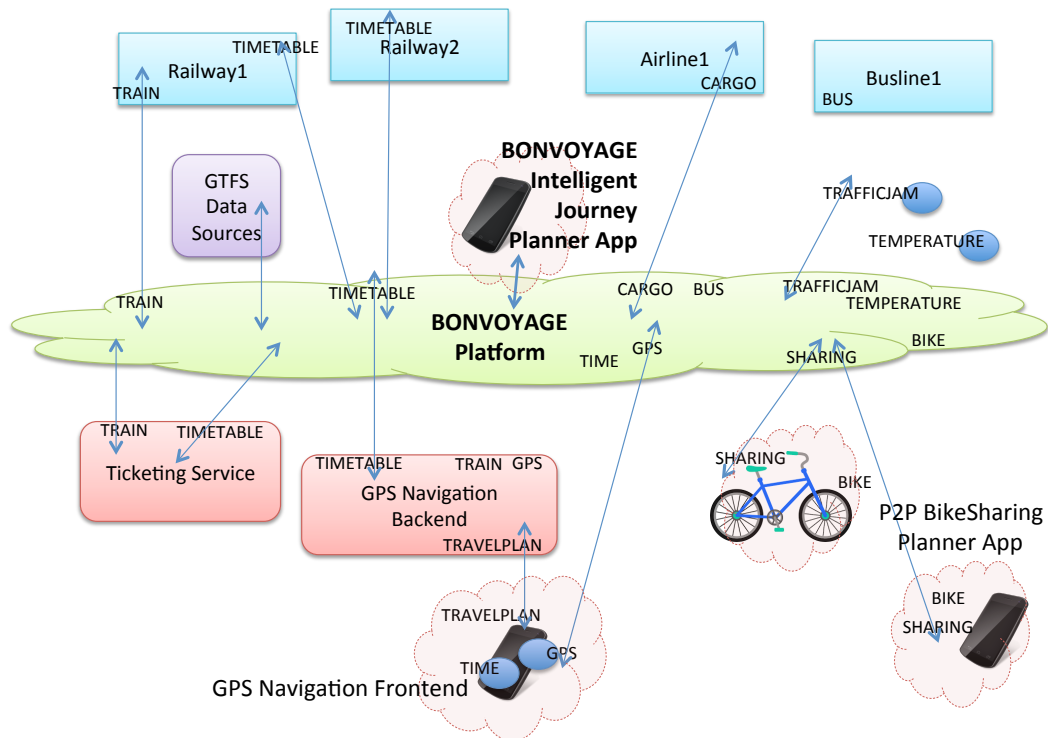 TIMETABLE
Railway1
TRAIN
TIMETABLE
Railway2
Airline1
CARGO
Busline1
BUS
GTFS
Data
Sources
BONVOYAGE
Intelligent
Journey
Planner App
TRAFFICJAM
TEMPERATURE
TRAIN
TIMETABLE
CARGO
BUS
TRAFFICJAM
TEMPERATURE
BONVOYAGE
Platform
TIME
GPS
SHARING
BIKE
TRAIN
TIMETABLE
Ticketing Service
TIMETABLE
TRAIN
GPS
GPS Navigation
Backend
TRAVELPLAN
SHARING
BIKE
P2P BikeSharing
Planner App
BIKE
SHARING
TRAVELPLAN
GPS
TIME
GPS Navigation Frontend